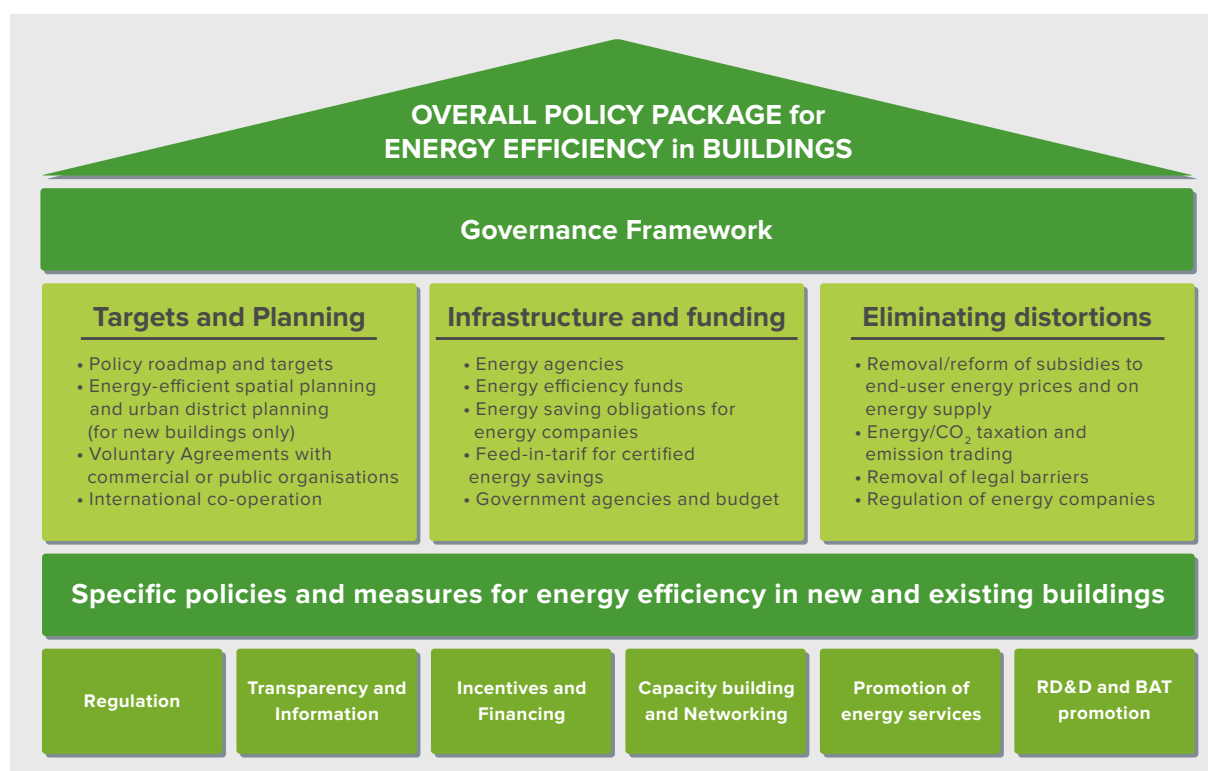 OVERALL POLICY PACKAGE for
ENERGY EFFICIENCY in BUILDINGS
Governance Framework
Targets and Planning
• Policy roadmap and targets
• Energy-efficient spatial planning
and urban district planning
(for new buildings only)
• Voluntary Agreements with
commercial or public organisations
• International co-operation
Infrastructure and funding
• Energy agencies
• Energy efficiency funds
• Energy saving obligations for
energy companies
• Feed-in-tarif for certified
energy savings
• Government agencies and budget
Eliminating distortions
• Removal/reform of subsidies to
end-user energy prices and on
energy supply
• Energy/CO₂ taxation and
emission trading
• Removal of legal barriers
• Regulation of energy companies
Specific policies and measures for energy efficiency in new and existing buildings
Regulation
Transparency and
Information
Incentives and
Financing
Capacity building
and Networking
Promotion of
energy services
RD&D and BAT
promotion